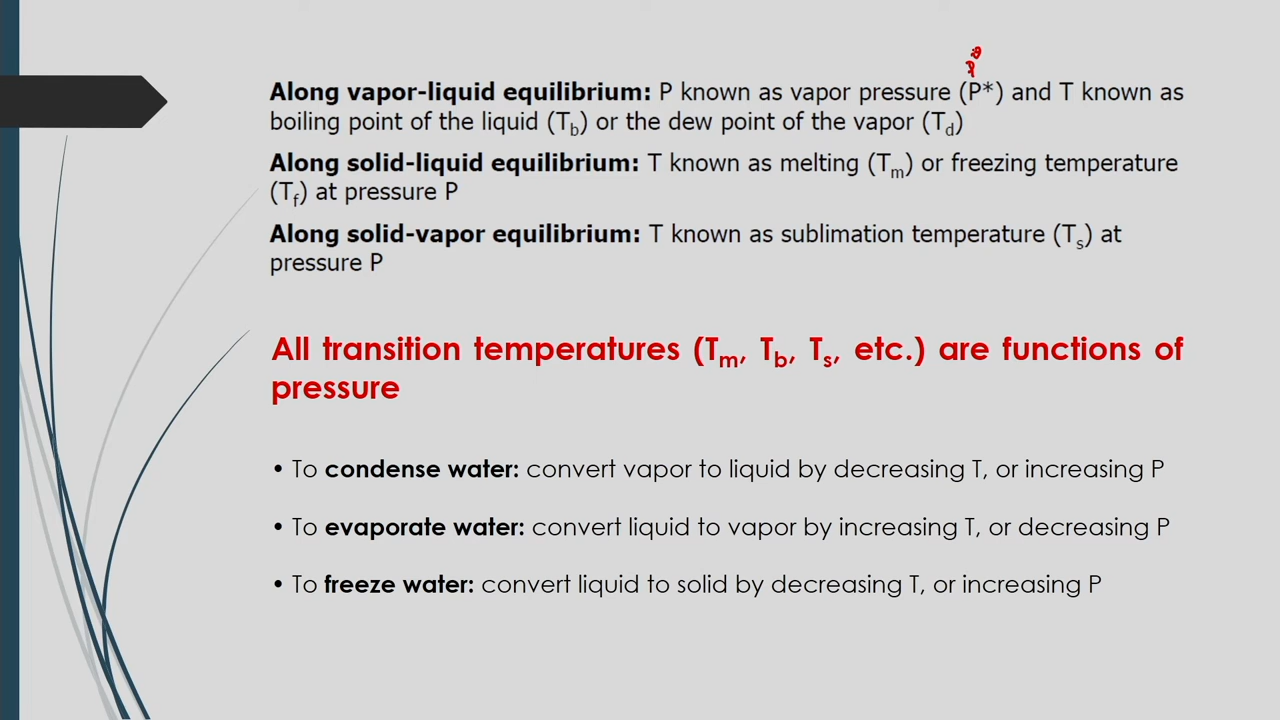 Along vapor-liquid equilibrium: P known as vapor pressure (P*) and T known as
boiling point of the liquid (Tb) or the dew point of the vapor (Td)
Along solid-liquid equilibrium: T known as melting (Tm) or freezing temperature
(Tf) at pressure P
Along solid-vapor equilibrium: T known as sublimation temperature (Ts) at
pressure P
All transition temperatures (Tm, Tb, Ts, etc.) are functions of
pressure
• To condense water: convert vapor to liquid by decreasing T, or increasing P
• To evaporate water: convert liquid to vapor by increasing T, or decreasing P
• To freeze water: convert liquid to solid by decreasing T, or increasing P